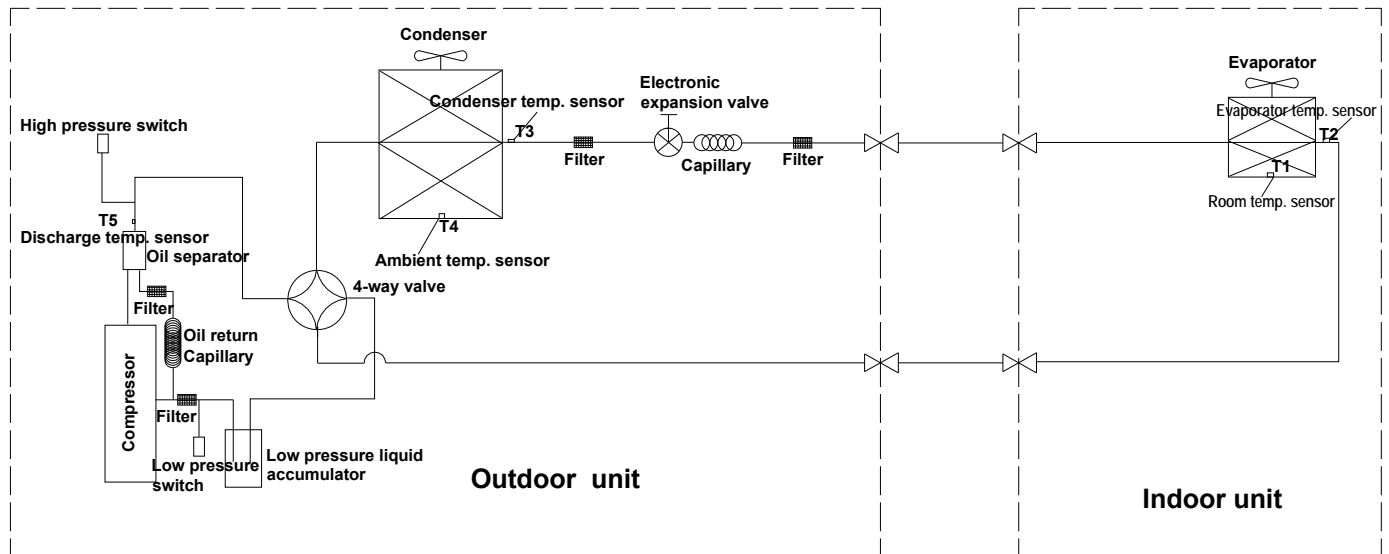 Condenser
Evaporator
Electronic
expansion valve
Condenser temp. sensor
Evaporator temp. sensor
High pressure switch
T3
T2
Filter
Capillary
Filter
T1
Room temp. sensor
T5
T4
Discharge temp. sensor
Oil separator
Ambient temp. sensor
4-way valve
Filter
Oil return
Capillary
Compressor
Filter
Low pressure
switch
Low pressure liquid
accumulator
Outdoor unit
Indoor unit